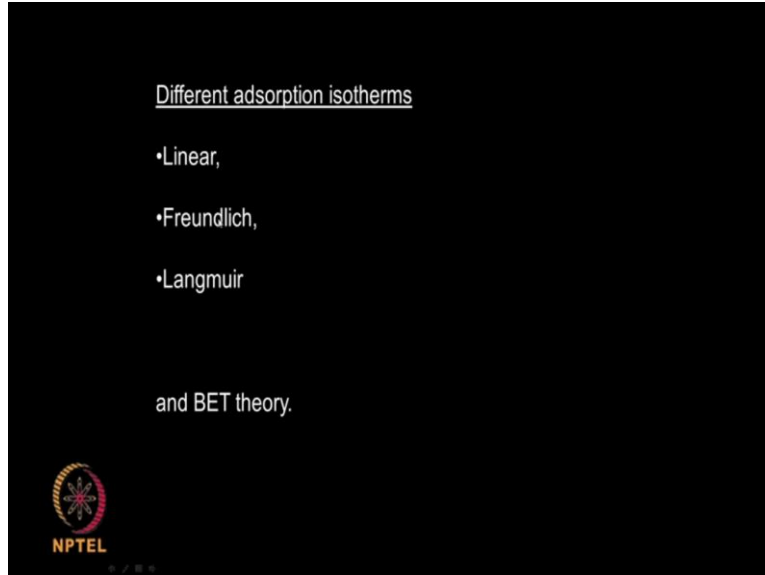 Different adsorption isotherms
•Linear,
•Freundlich,
•Langmuir
and BET theory.
NPTEL